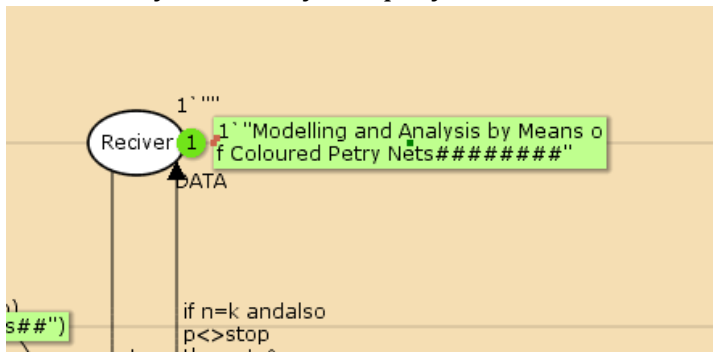 1`""
Reciver
1
1`"Modelling and Analysis by Means o
f Coloured Petry Nets########"
DATA
s##")
if n=k andalso
p<>stop